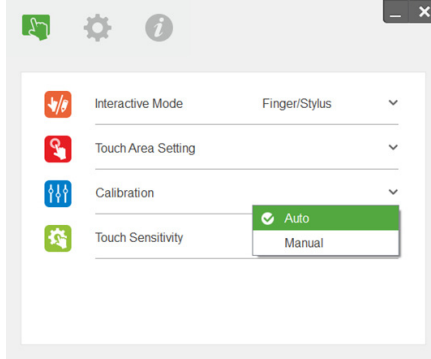 Interactive Mode Finger/Stylus
Touch Area Setting
Calibration
Auto
Touch Sensitivity
Manual